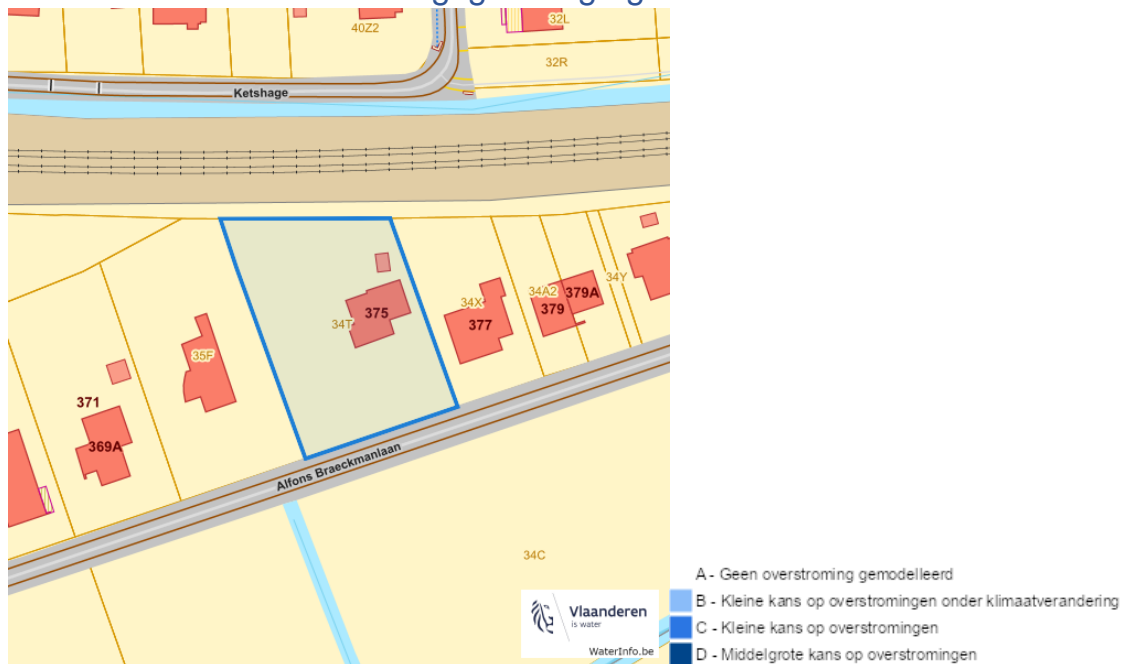 40Z2
32L
32R
Ketshage
375
34T
34X
377
34A2
379A
379
34Y
35F
371
369A
Alfons Braeckmanlaan
34C
Vlaanderen
is water
WaterInfo.be
A - Geen overstroming gemodelleerd
B - Kleine kans op overstromingen onder klimaatverandering
C - Kleine kans op overstromingen
D - Middelgrote kans op overstromingen